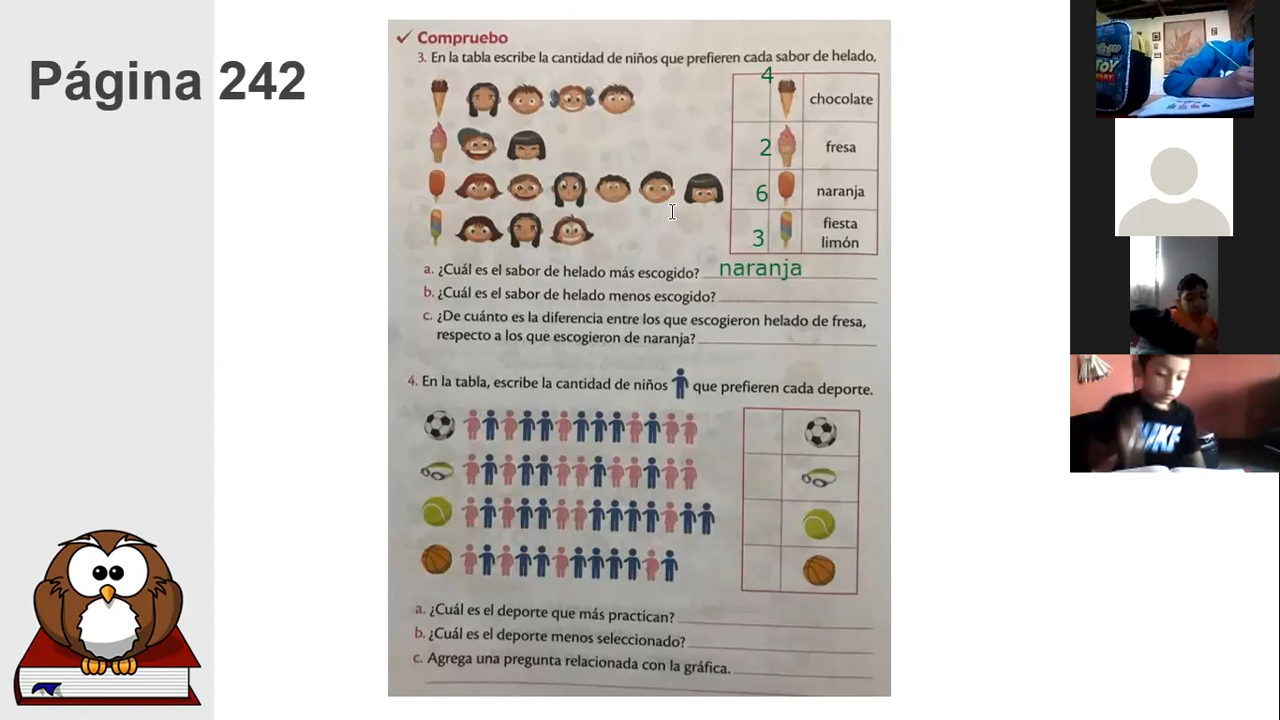 Página 242
✓ Compruebo
3. En la tabla escribe la cantidad de niños que prefieren cada sabor de helado.
4 chocolate
2 fresa
6 naranja
3 fiesta
limón
a. ¿Cuál es el sabor de helado más escogido? naranja
b. ¿Cuál es el sabor de helado menos escogido?
c. ¿De cuánto es la diferencia entre los que escogieron helado de fresa,
respecto a los que escogieron de naranja?
4. En la tabla, escribe la cantidad de niños que prefieren cada deporte.
a. ¿Cuál es el deporte que más practican?
b. ¿Cuál es el deporte menos seleccionado?
c. Agrega una pregunta relacionada con la gráfica.
TOY
NIKE